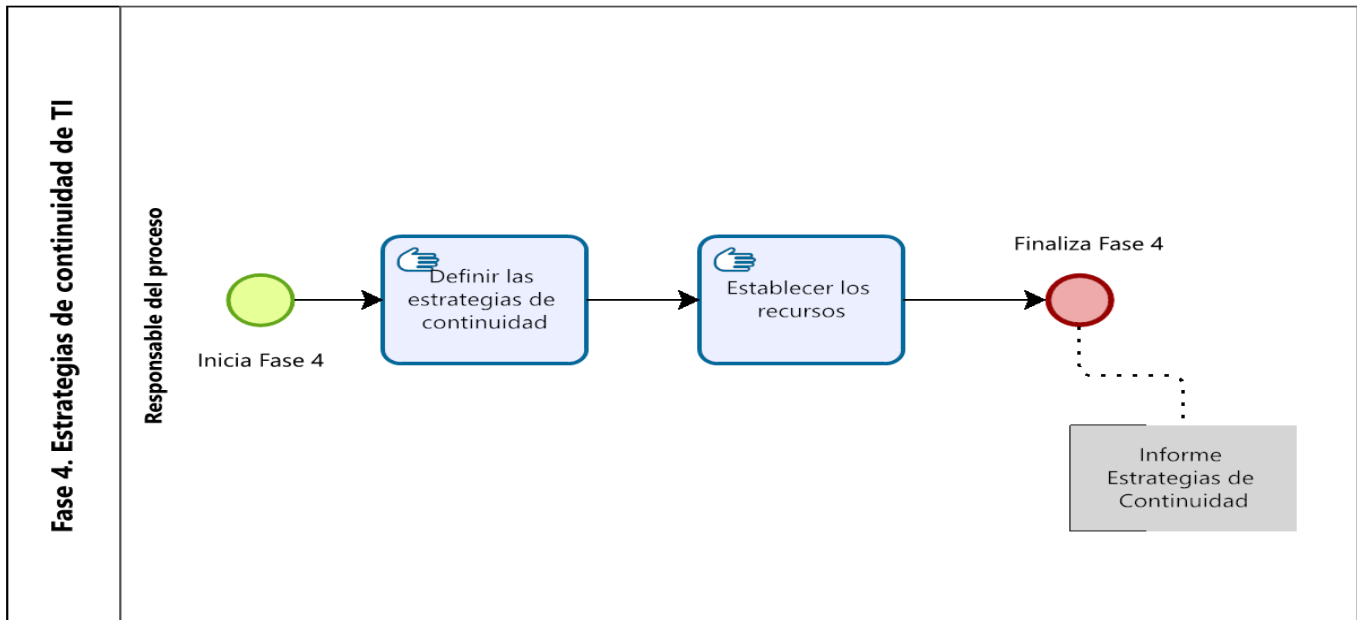 Fase 4. Estrategias de continuidad de TI
Responsable del proceso
Inicia Fase 4
Definir las
estrategias de
continuidad
Establecer los
recursos
Finaliza Fase 4
Informe
Estrategias de
Continuidad